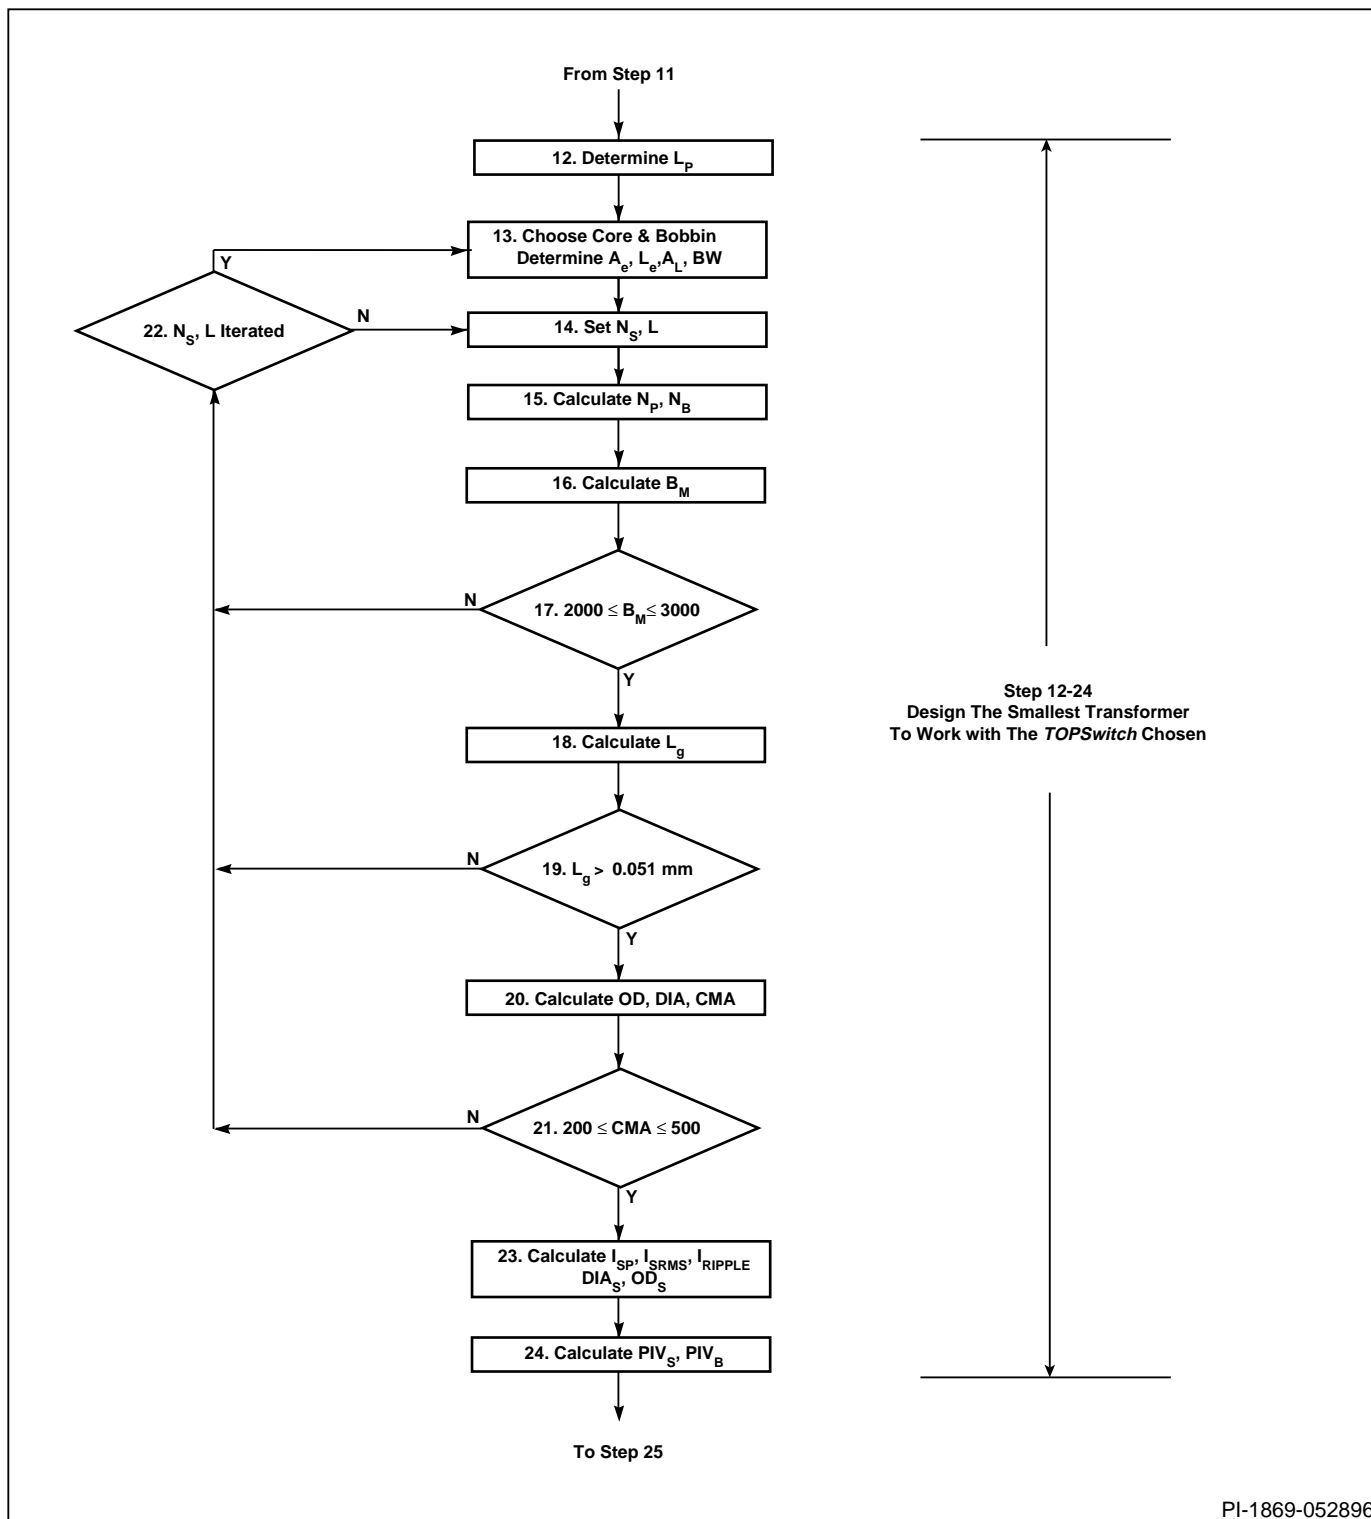 From Step 11
12. Determine L_P
13. Choose Core & Bobbin
Determine A_e, L_e,A_L, BW
Y
22. N_S, L Iterated
N
14. Set N_S, L
15. Calculate N_P, N_B
16. Calculate B_M
N
17. 2000 ≤ B_M ≤ 3000
Y
Step 12-24
Design The Smallest Transformer
To Work with The TOPSwitch Chosen
18. Calculate L_g
N
19. L_g > 0.051 mm
Y
20. Calculate OD, DIA, CMA
N
21. 200 ≤ CMA ≤ 500
Y
23. Calculate I_SP, I_SRMS, I_RIPPLE
DIA_S, OD_S
24. Calculate PIV_S, PIV_B
To Step 25
PI-1869-052896